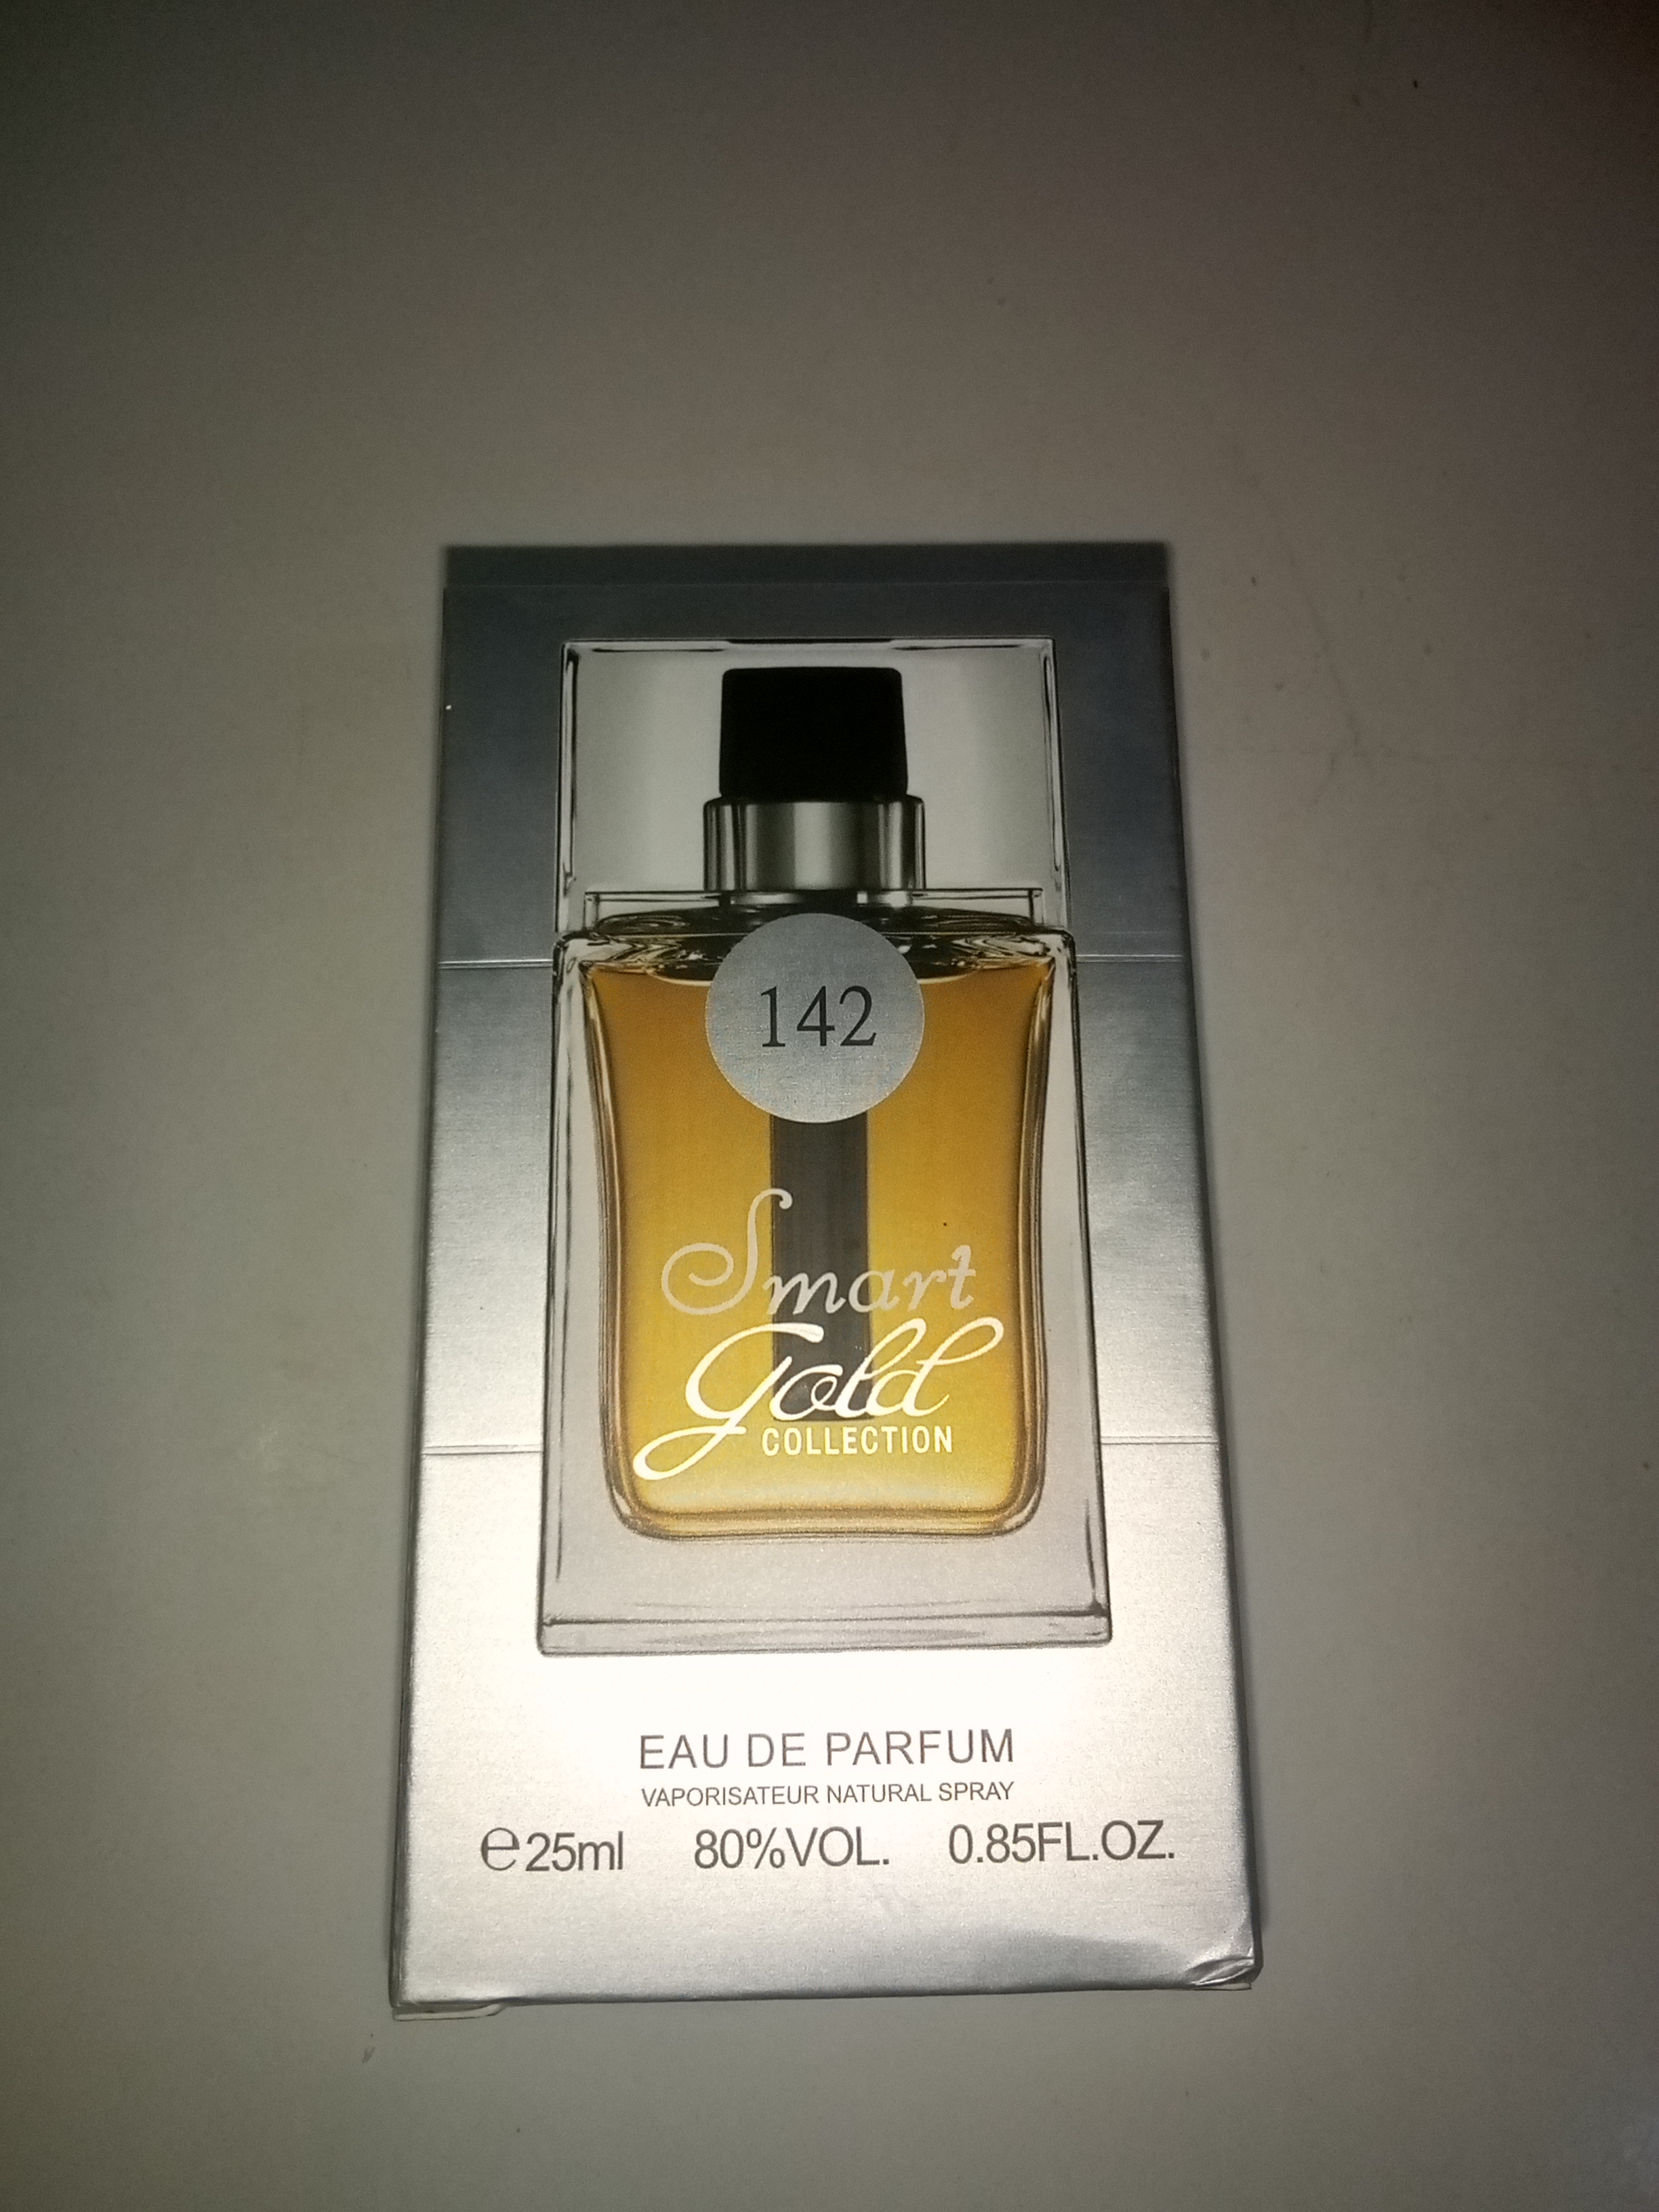 142
Smart
Gold
COLLECTION
EAU DE PARFUM
VAPORISATEUR NATURAL SPRAY
℮25ml 80%VOL. 0.85FL.OZ.